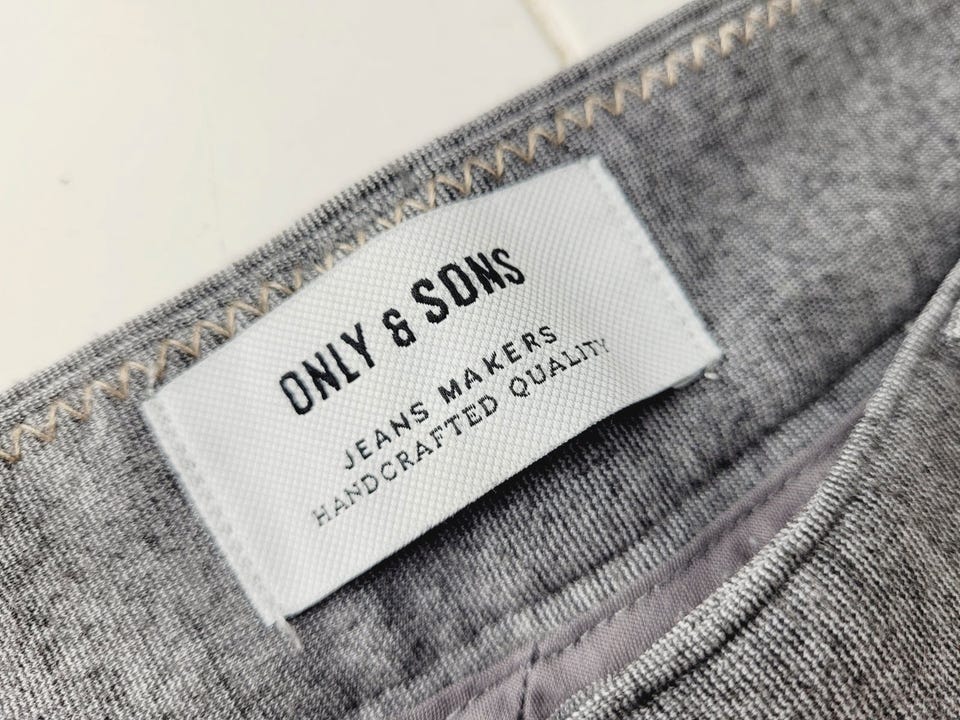 ONLY & SONS
JEANS MAKERS
HANDCRAFTED QUALITY